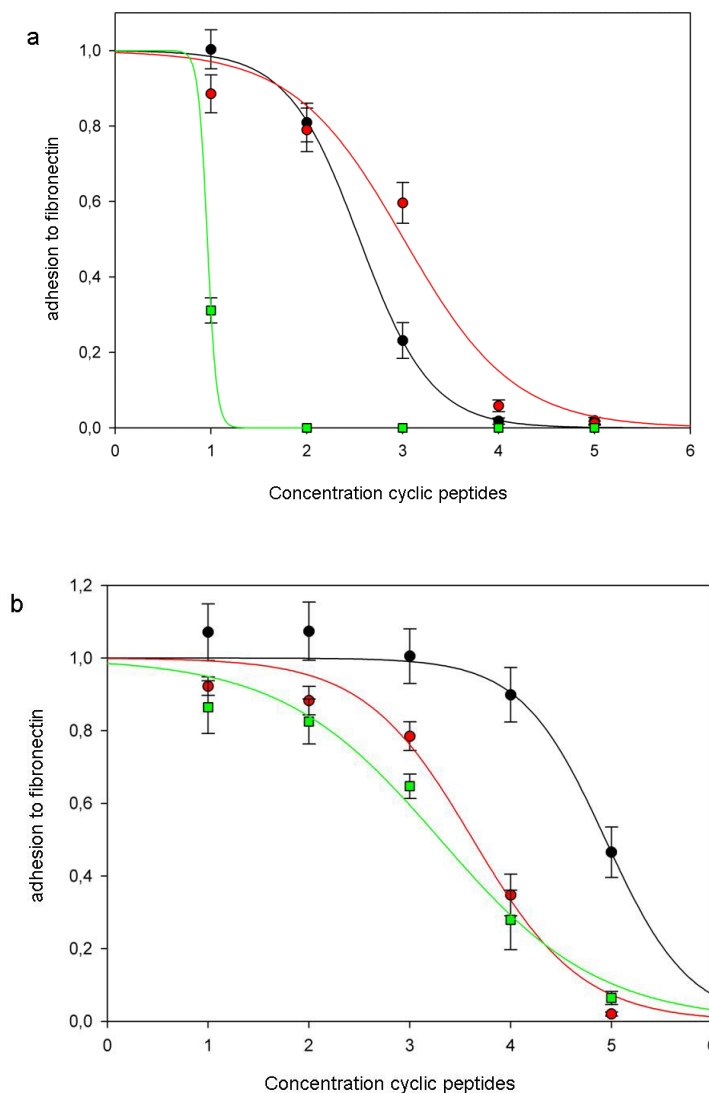 a
1,0
0,8
0,6
0,4
0,2
0,0
adhesion to fibronectin
0 1 2 3 4 5 6
Concentration cyclic peptides
b
1,2
1,0
0,8
0,6
0,4
0,2
0,0
adhesion to fibronectin
0 1 2 3 4 5 6
Concentration cyclic peptides